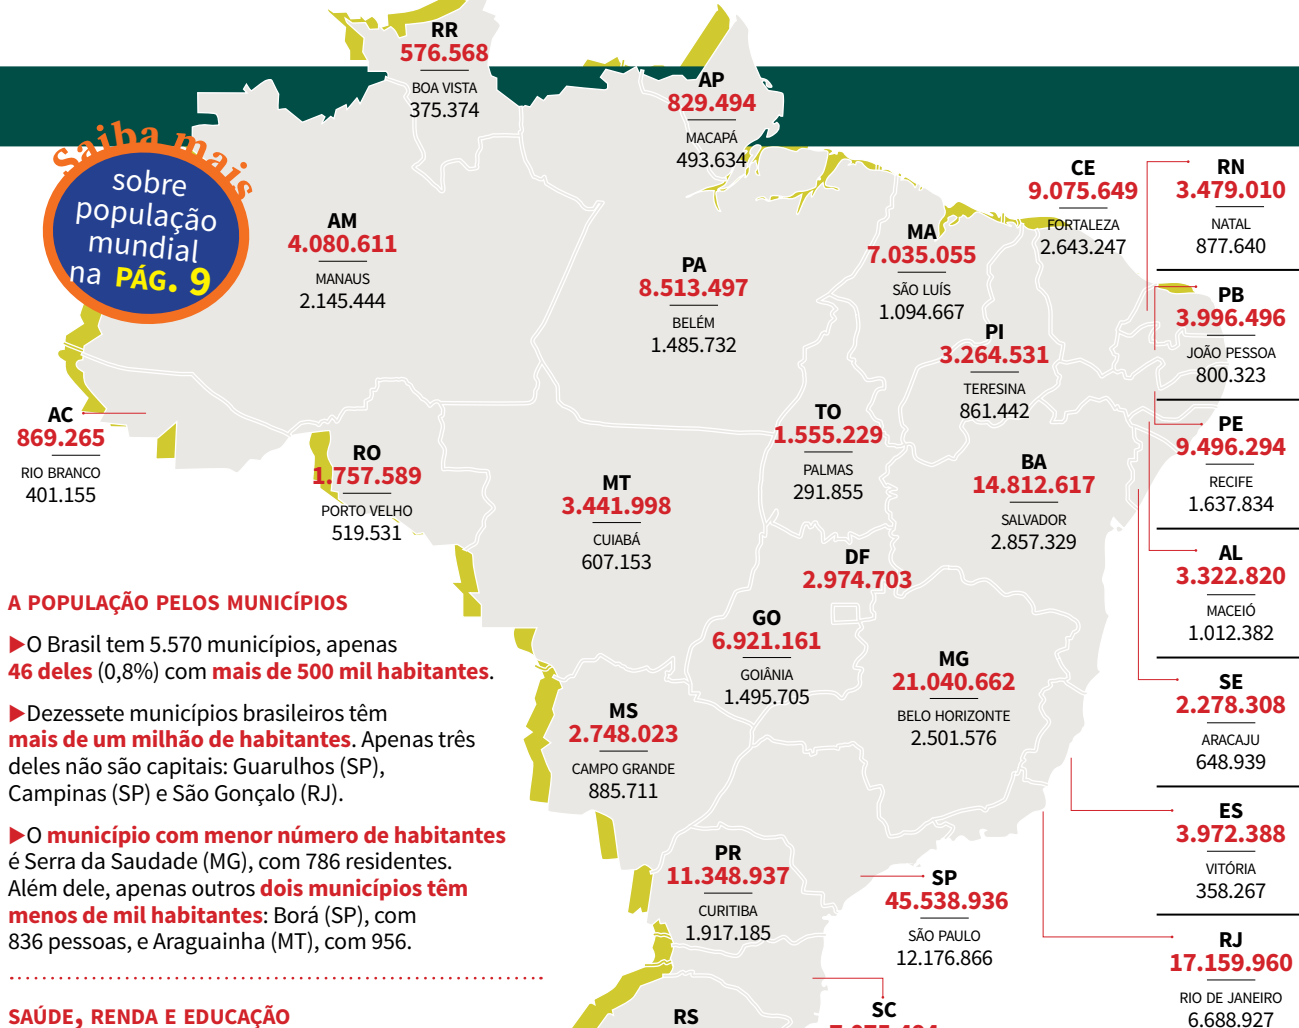 RR
576.568
BOA VISTA
375.374
AP
829.494
MACAPÁ
493.634
Saiba mais
sobre
população
mundial
na PÁG. 9
AM
4.080.611
MANAUS
2.145.444
PA
8.513.497
BELÉM
1.485.732
MA
7.035.055
SÃO LUÍS
1.094.667
CE
9.075.649
FORTALEZA
2.643.247
RN
3.479.010
NATAL
877.640
PI
3.264.531
TERESINA
861.442
PB
3.996.496
JOÃO PESSOA
800.323
AC
869.265
RIO BRANCO
401.155
RO
1.757.589
PORTO VELHO
519.531
MT
3.441.998
CUIABÁ
607.153
TO
1.555.229
PALMAS
291.855
BA
14.812.617
SALVADOR
2.857.329
PE
9.496.294
RECIFE
1.637.834
DF
2.974.703
AL
3.322.820
MACEIÓ
1.012.382
GO
6.921.161
GOIÂNIA
1.495.705
MG
21.040.662
BELO HORIZONTE
2.501.576
SE
2.278.308
ARACAJU
648.939
MS
2.748.023
CAMPO GRANDE
885.711
ES
3.972.388
VITÓRIA
358.267
PR
11.348.937
CURITIBA
1.917.185
SP
45.538.936
SÃO PAULO
12.176.866
RJ
17.159.960
RIO DE JANEIRO
6.688.927
SC
RS
A POPULAÇÃO PELOS MUNICÍPIOS
▶O Brasil tem 5.570 municípios, apenas
46 deles (0,8%) com mais de 500 mil habitantes.
▶Dezessete municípios brasileiros têm
mais de um milhão de habitantes. Apenas três
deles não são capitais: Guarulhos (SP),
Campinas (SP) e São Gonçalo (RJ).
▶O município com menor número de habitantes
é Serra da Saudade (MG), com 786 residentes.
Além dele, apenas outros dois municípios têm
menos de mil habitantes: Borá (SP), com
836 pessoas, e Araguainha (MT), com 956.
SAÚDE, RENDA E EDUCAÇÃO